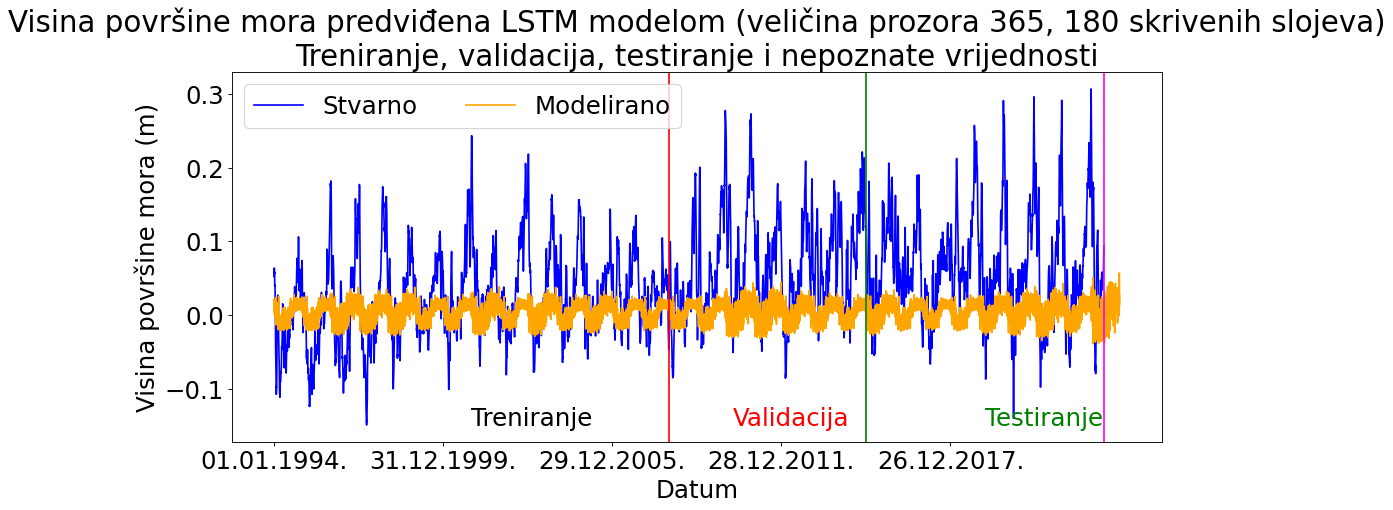 Visina površine mora predviđena LSTM modelom (veličina prozora 365, 180 skrivenih slojeva)
Treniranje, validacija, testiranje i nepoznate vrijednosti
Stvarno Modelirano
Visina površine mora (m)
0.3
0.2
0.1
0.0
−0.1
Treniranje Validacija Testiranje
01.01.1994. 31.12.1999. 29.12.2005. 28.12.2011. 26.12.2017.
Datum